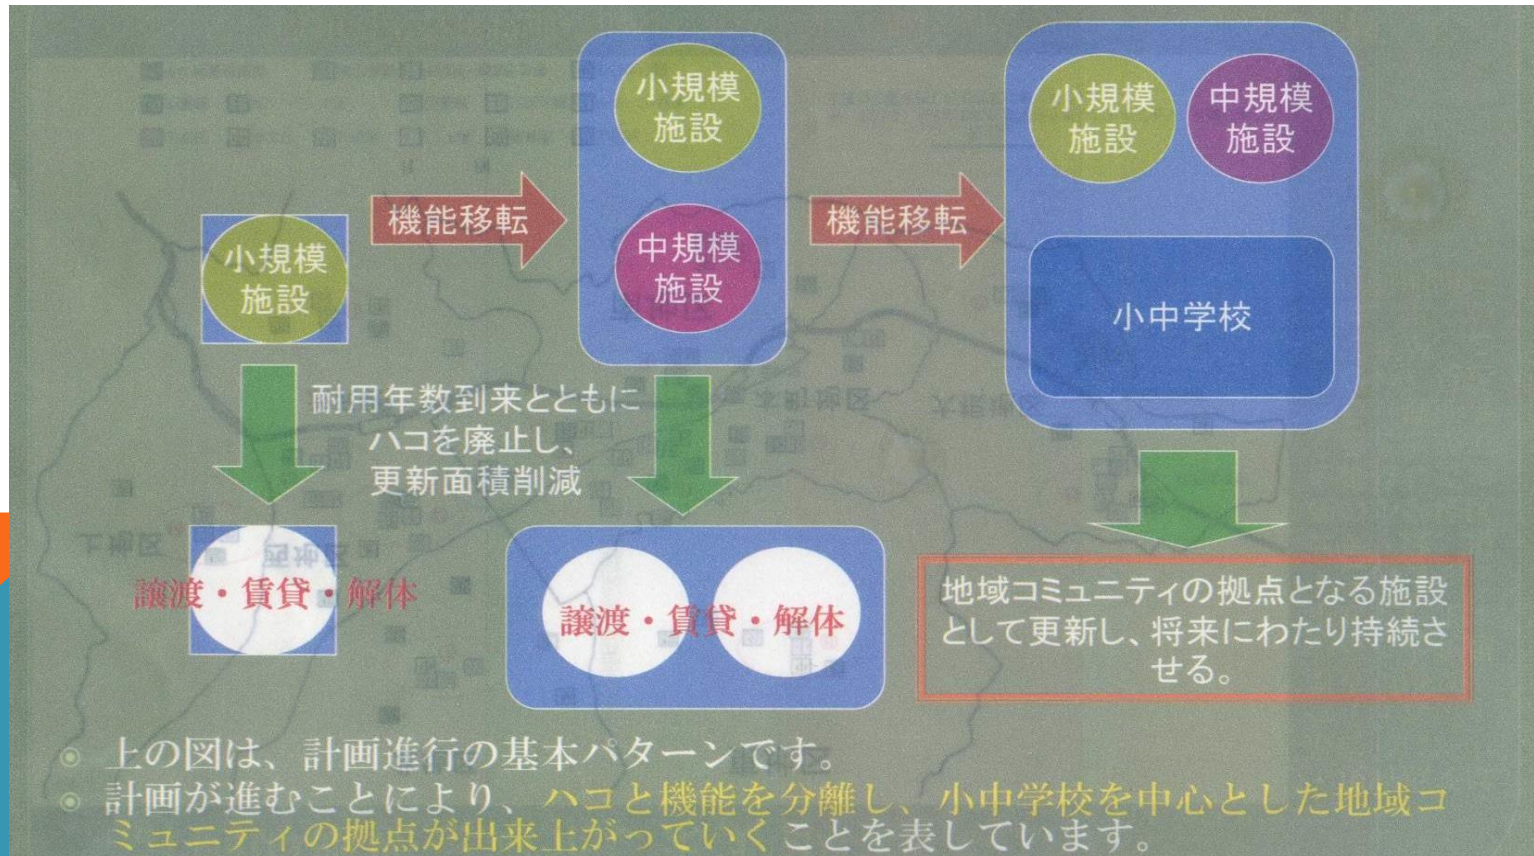 小規模
施設
機能移転
小規模
施設
中規模
施設
機能移転
小規模
施設
中規模
施設
小中学校
耐用年数到来とともに
ハコを廃止し、
更新面積削減
譲渡・賃貸・解体
譲渡・賃貸・解体
地域コミュニティの拠点となる施設
として更新し、将来にわたり持続さ
せる。
上の図は、計画進行の基本パターンです。
計画が進むことにより、ハコと機能を分離し、小中学校を中心とした地域コ
ミュニティの拠点が出来上がっていくことを表しています。